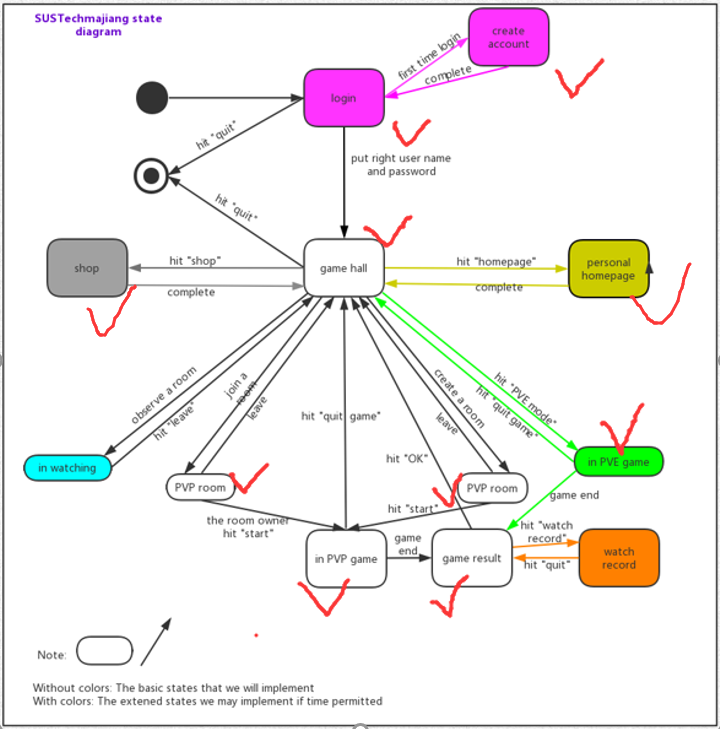 SUSTechmajiang state
diagram
create
account
first time login
complete
login
hit "quit"
put right user name
and password
hit "quit"
shop
hit "shop"
complete
game hall
hit "homepage"
complete
personal
homepage
observe a room
hit "leave"
join a
room
leave
hit "quit game"
create a room
leave
hit "OK"
hit "PVE mode"
hit "quit game"
in watching
PVP room
PVP room
in PVE game
the room owner
hit "start"
hit "start"
game end
in PVP game
game
end
game result
hit "watch
record"
hit "quit"
watch
record
Note:
Without colors: The basic states that we will implement
With colors: The extened states we may implement if time permitted